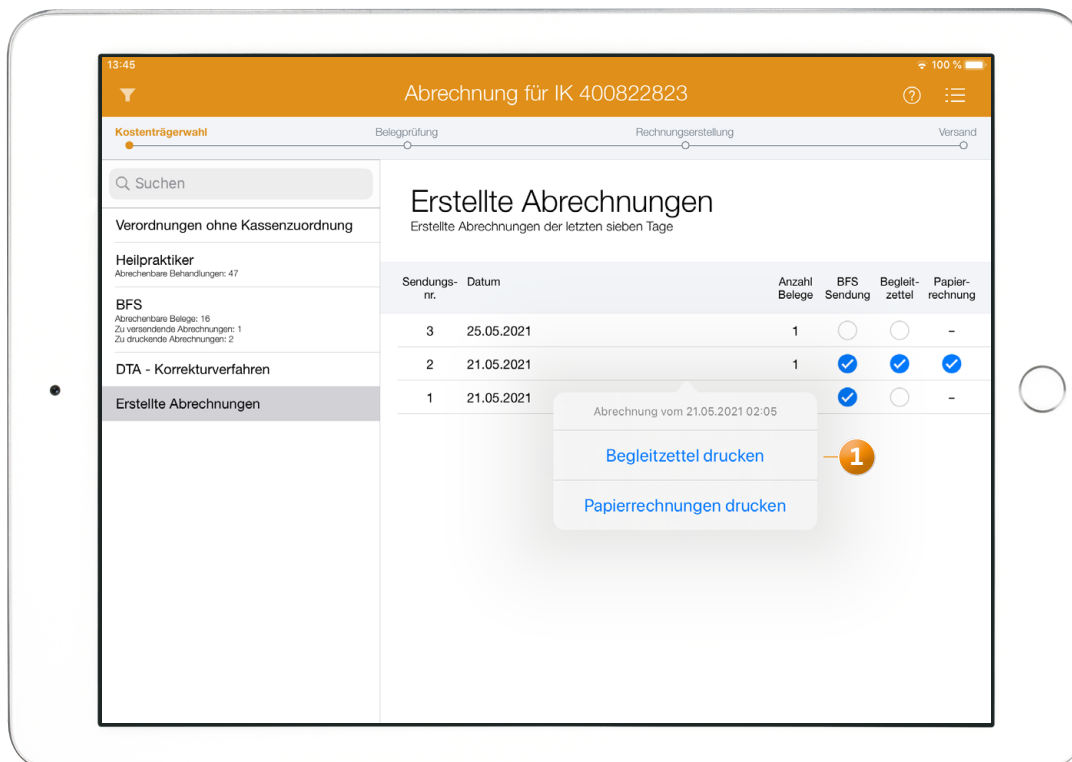 13:45
100 %
Abrechnung für IK 400822823
?
Kostenträgerwahl
Belegprüfung
Rechnungserstellung
Versand
Suchen
Verordnungen ohne Kassenzuordnung
Heilpraktiker
Abrechenbare Behandlungen: 47
BFS
Abrechenbare Belege: 16
Zu versendende Abrechnungen: 1
Zu druckende Abrechnungen: 2
DTA - Korrekturverfahren
Erstellte Abrechnungen
Erstellte Abrechnungen
Erstellte Abrechnungen der letzten sieben Tage
Sendungs- Datum Anzahl BFS Begleit- Papier-
nr. Belege Sendung zettel rechnung
3 25.05.2021 1 –
2 21.05.2021 1
1 21.05.2021 –
Abrechnung vom 21.05.2021 02:05
Begleitzettel drucken
1
Papierrechnungen drucken